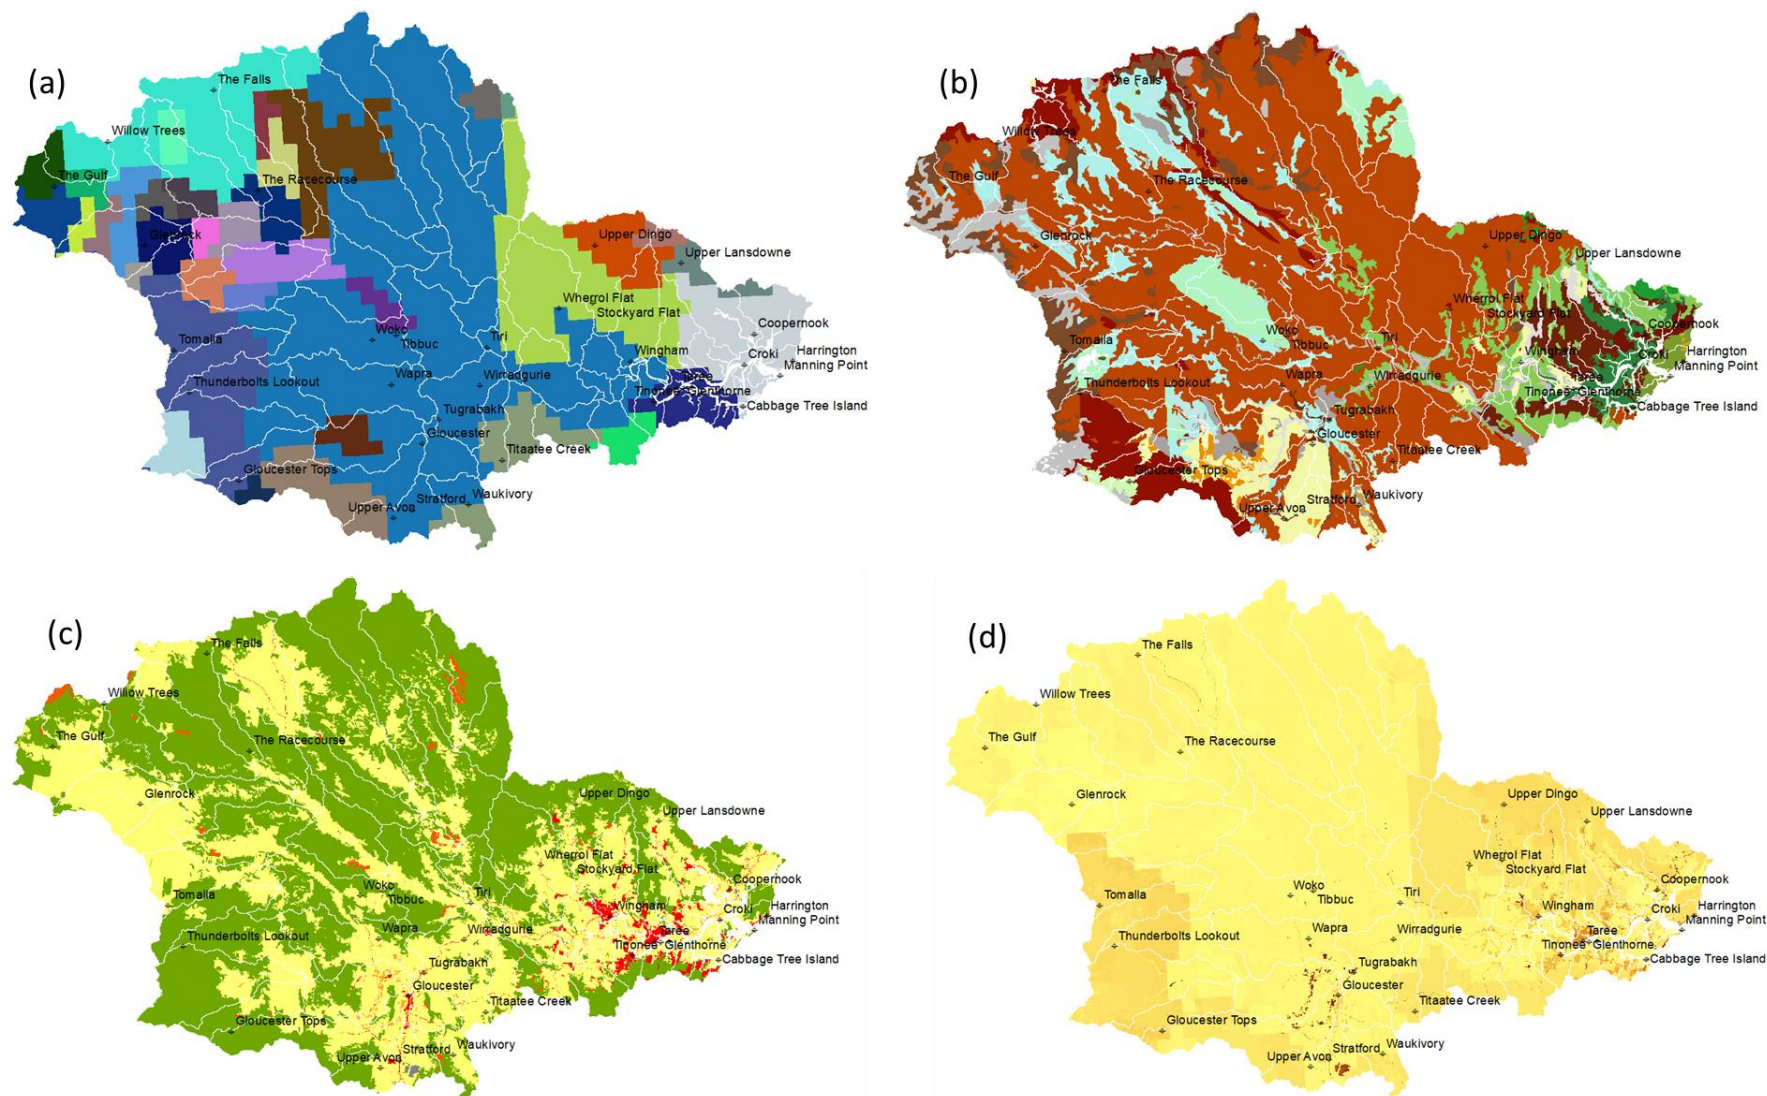 (a)
The Falls
Willow Trees
The Gulf
The Racecourse
Glenrock
Upper Dingo
Upper Lansdowne
Wherrol Flat
Stockyard Flat
Coopernook
Woko
Tibbuc
Tiri
Tomalla
Wingham
Croki
Harrington
Manning Point
Thunderbolts Lookout
Wapra
Wirradgurie
Taree
Tinonee
Glenthorne
Cabbage Tree Island
Tugrabakh
Gloucester
Titaatee Creek
Gloucester Tops
Stratford
Waukivory
Upper Avon
(b)
The Falls
Willow Trees
The Gulf
The Racecourse
Glenrock
Upper Dingo
Upper Lansdowne
Wherrol Flat
Stockyard Flat
Coopernook
Woko
Tibbuc
Tiri
Tomalla
Wingham
Croki
Harrington
Manning Point
Thunderbolts Lookout
Wapra
Wirradgurie
Taree
Tinonee
Glenthorne
Cabbage Tree Island
Tugrabakh
Gloucester
Titaatee Creek
Gloucester Tops
Stratford
Waukivory
Upper Avon
(c)
The Falls
Willow Trees
The Gulf
The Racecourse
Glenrock
Upper Dingo
Upper Lansdowne
Wherrol Flat
Stockyard Flat
Coopernook
Woko
Tibbuc
Tiri
Tomalla
Wingham
Croki
Harrington
Manning Point
Thunderbolts Lookout
Wapra
Wirradgurie
Taree
Tinonee
Glenthorne
Cabbage Tree Island
Tugrabakh
Gloucester
Titaatee Creek
Gloucester Tops
Stratford
Waukivory
Upper Avon
(d)
The Falls
Willow Trees
The Gulf
The Racecourse
Glenrock
Upper Dingo
Upper Lansdowne
Wherrol Flat
Stockyard Flat
Coopernook
Woko
Tibbuc
Tiri
Tomalla
Wingham
Croki
Harrington
Manning Point
Thunderbolts Lookout
Wapra
Wirradgurie
Taree
Tinonee
Glenthorne
Cabbage Tree Island
Tugrabakh
Gloucester
Titaatee Creek
Gloucester Tops
Stratford
Waukivory
Upper Avon